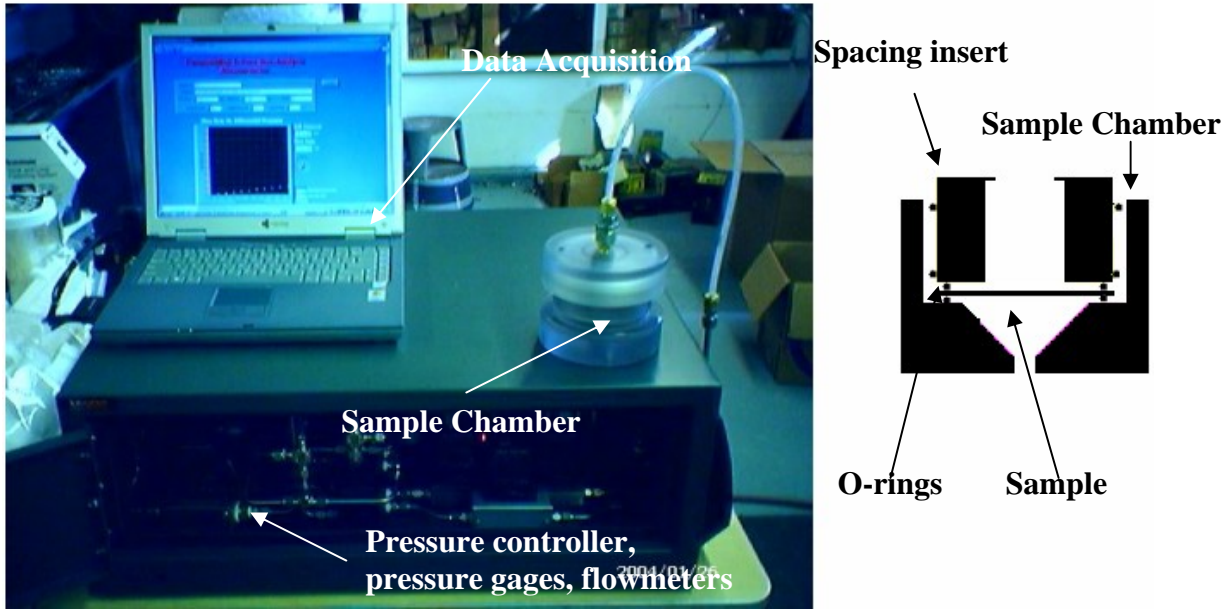 Data Acquisition
Spacing insert
Sample Chamber
Sample Chamber
O-rings
Sample
Pressure controller,
pressure gages, flowmeters
2004/01/26